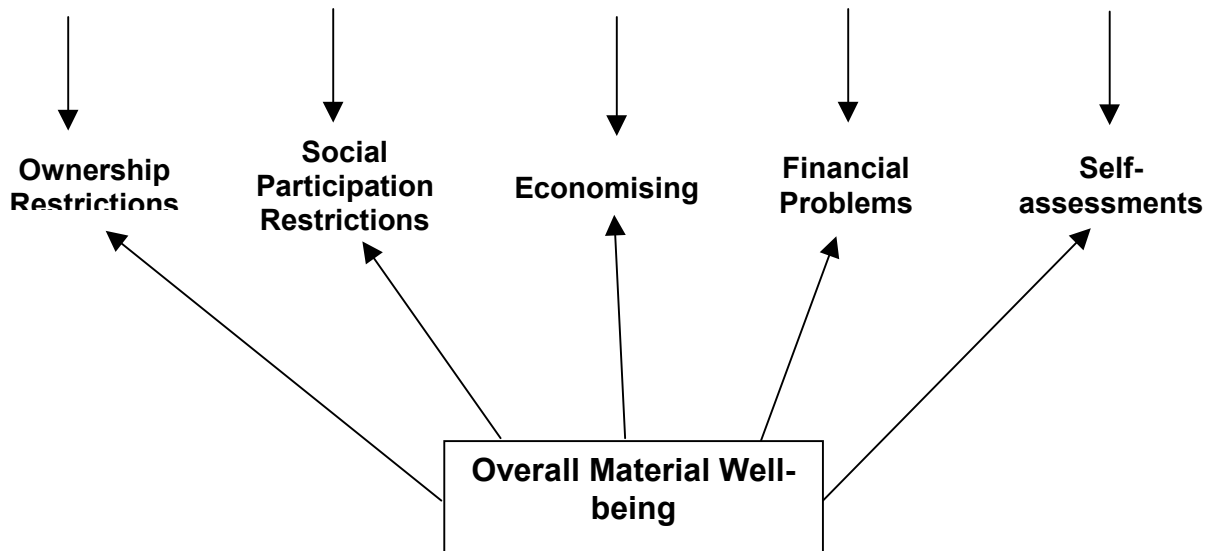 Ownership
Restrictions
Social
Participation
Restrictions
Economising
Financial
Problems
Self-
assessments
Overall Material Well-
being